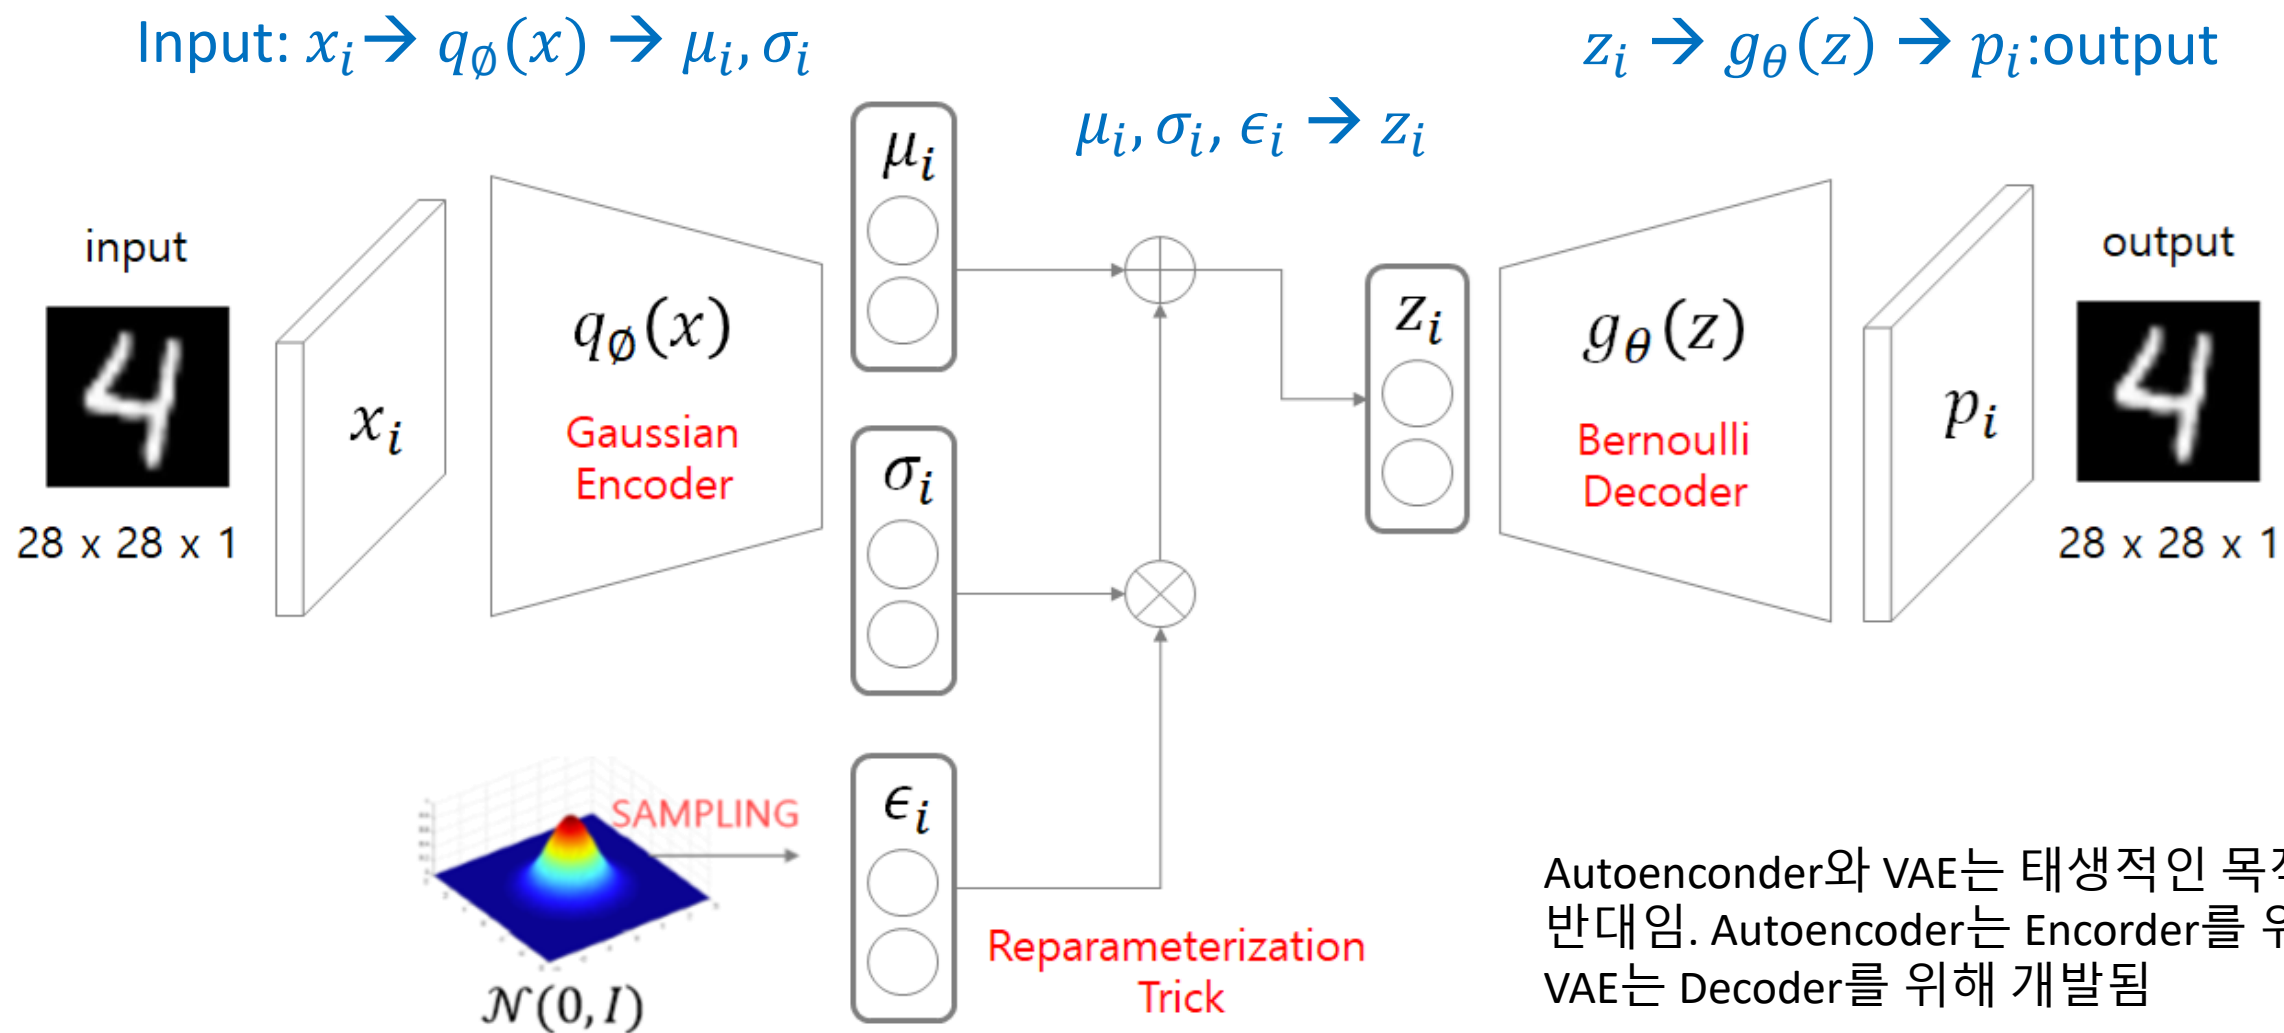 Input: xᵢ → q_∅(x) → μᵢ, σᵢ
zᵢ → g_θ(z) → pᵢ:output
μᵢ, σᵢ, ϵᵢ → zᵢ
input
28 x 28 x 1
xᵢ
q_∅(x)
Gaussian
Encoder
μᵢ
σᵢ
SAMPLING
ϵᵢ
𝒩(0, I)
Reparameterization
Trick
zᵢ
g_θ(z)
Bernoulli
Decoder
pᵢ
output
28 x 28 x 1
Autoenconder와 VAE는 태생적인
반대임. Autoencoder는 Encorder를
VAE는 Decoder를 위해 개발됨